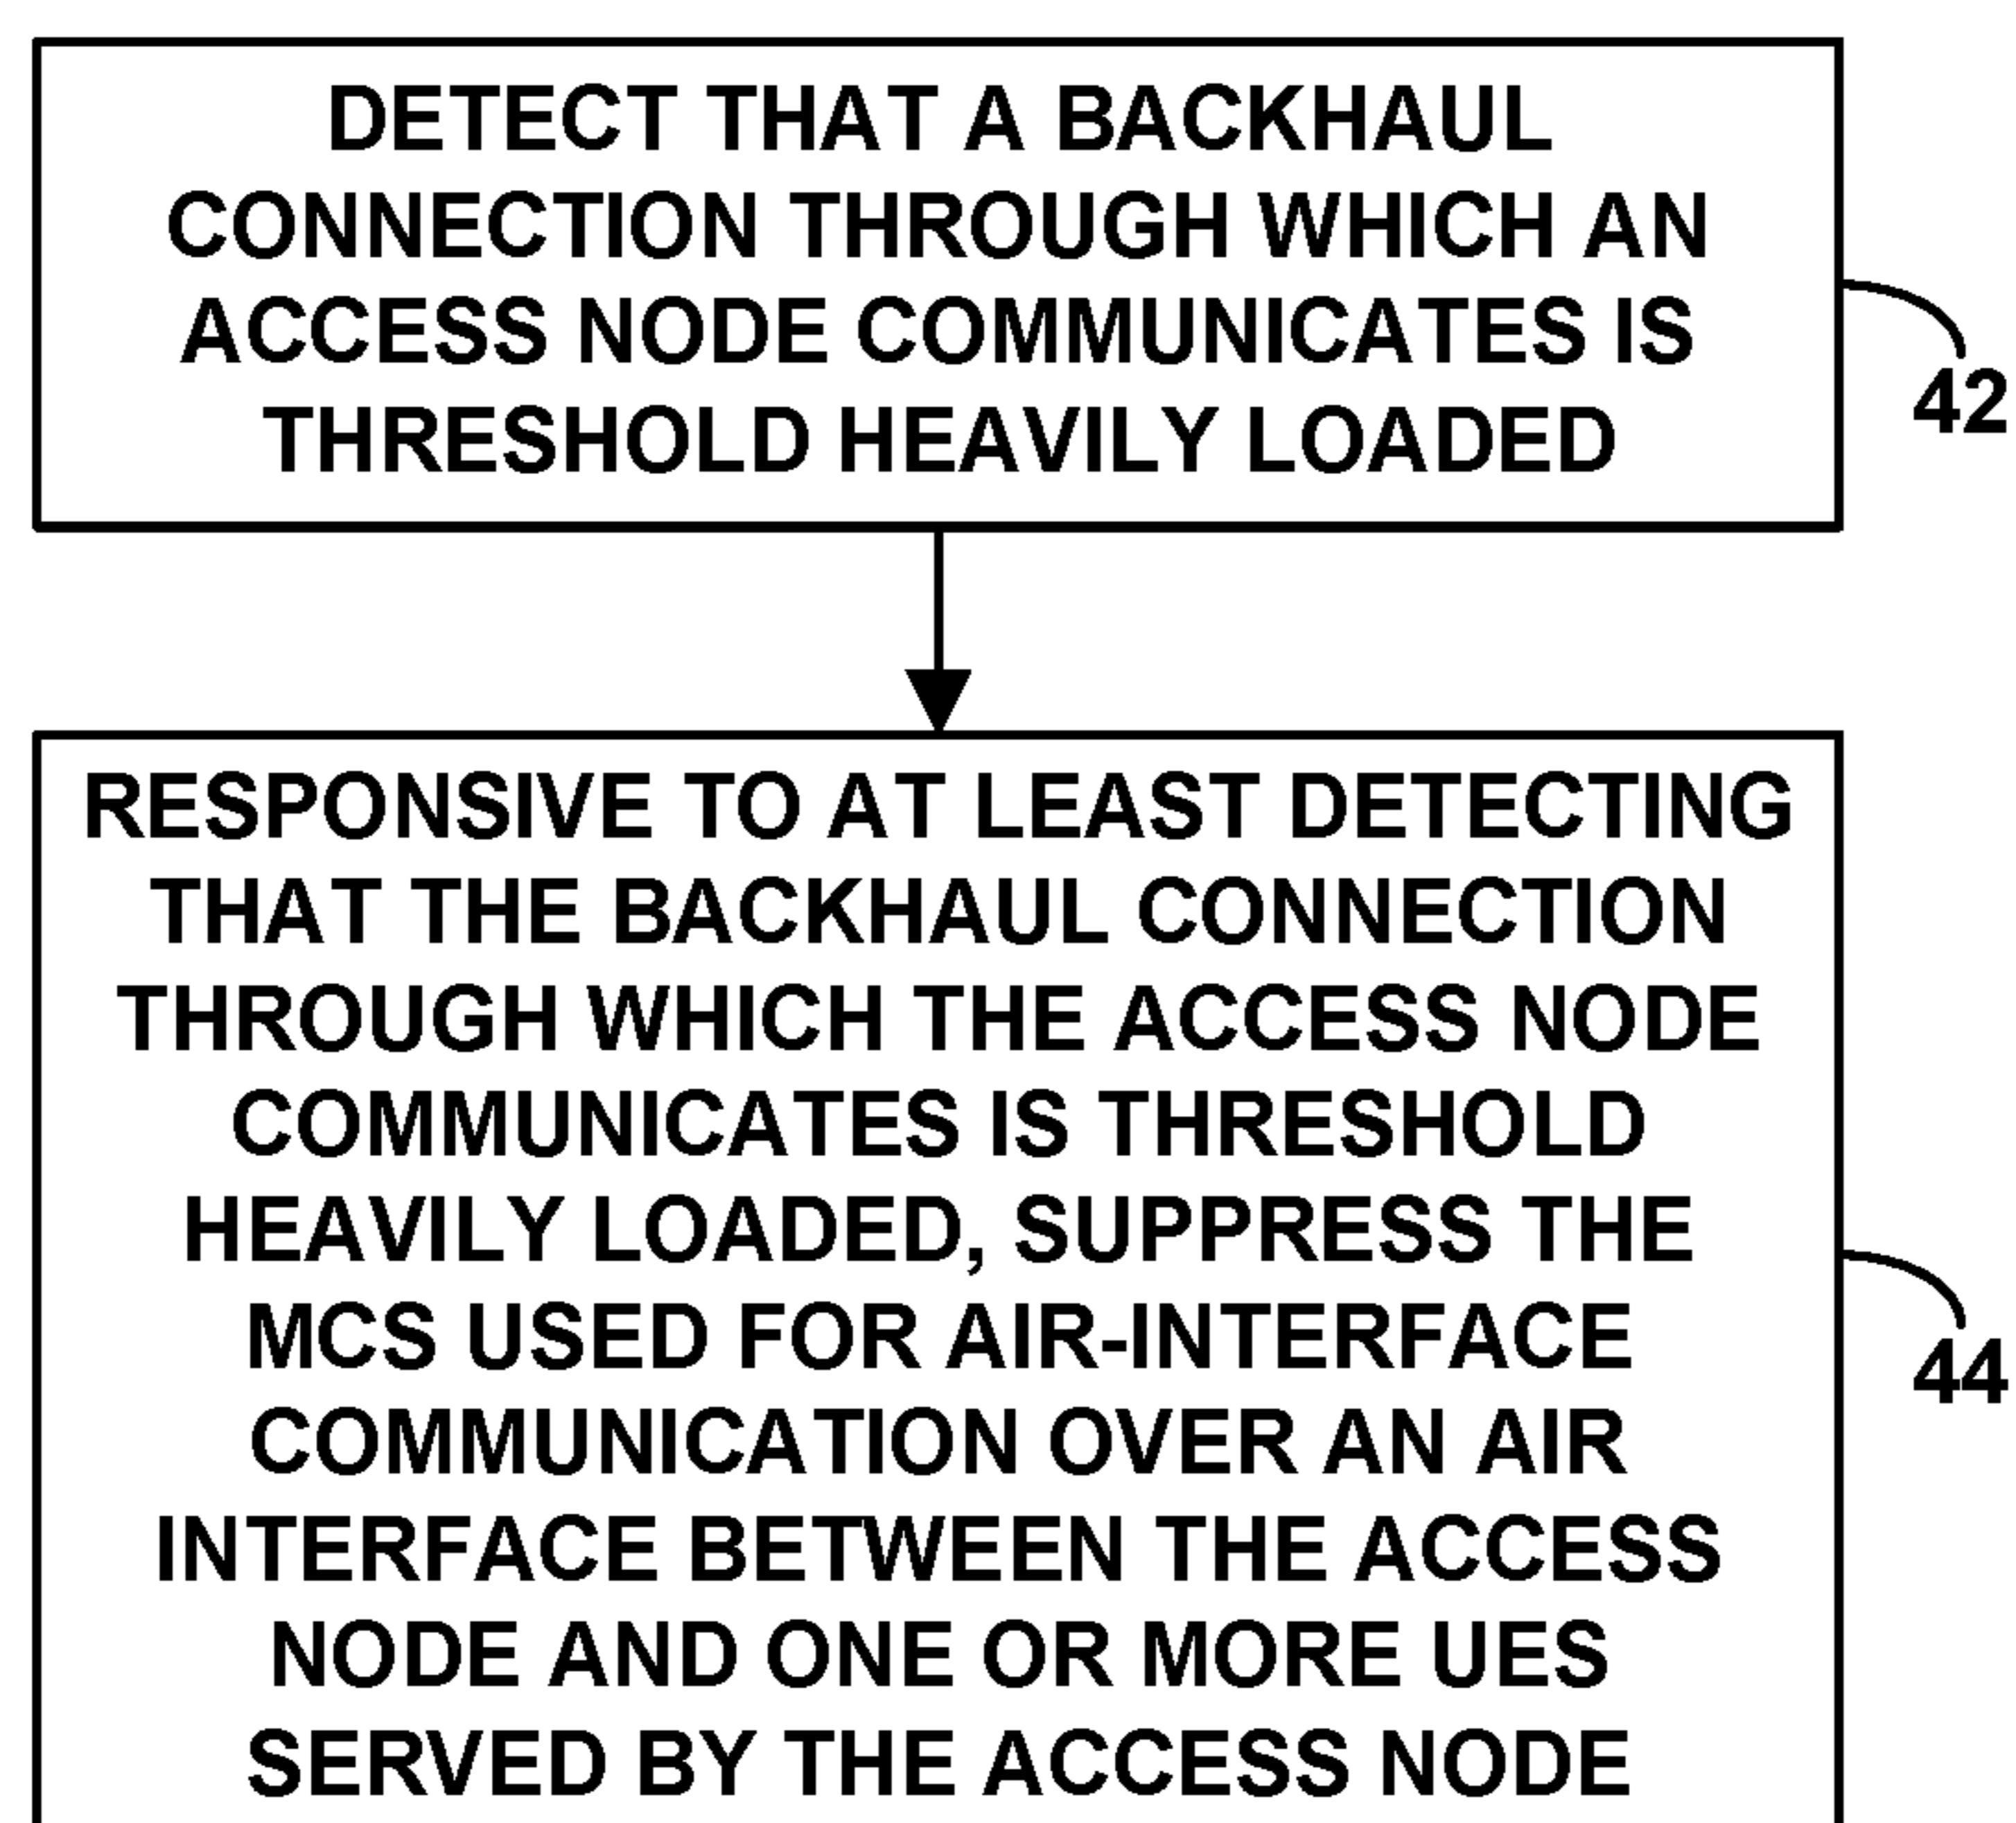 DETECT THAT A BACKHAUL
CONNECTION THROUGH WHICH AN
ACCESS NODE COMMUNICATES IS
THRESHOLD HEAVILY LOADED
42
RESPONSIVE TO AT LEAST DETECTING
THAT THE BACKHAUL CONNECTION
THROUGH WHICH THE ACCESS NODE
COMMUNICATES IS THRESHOLD
HEAVILY LOADED, SUPPRESS THE
MCS USED FOR AIR-INTERFACE
COMMUNICATION OVER AN AIR
INTERFACE BETWEEN THE ACCESS
NODE AND ONE OR MORE UES
SERVED BY THE ACCESS NODE
44